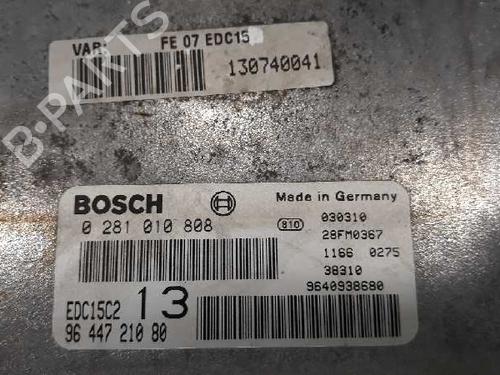 VAR: FE 07 EDC15
130740041
B-PARTS
BOSCH
Made in Germany
0 281 010 808
810
030310
28FM0367
1166 0275
38310
9640938680
EDC15C2 13
96 447 210 80